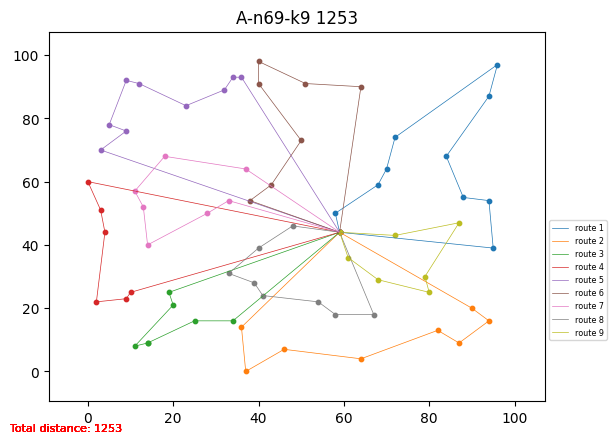 A-n69-k9 1253
100
80
60
40
20
0
0 20 40 60 80 100
route 1
route 2
route 3
route 4
route 5
route 6
route 7
route 8
route 9
Total distance: 1253